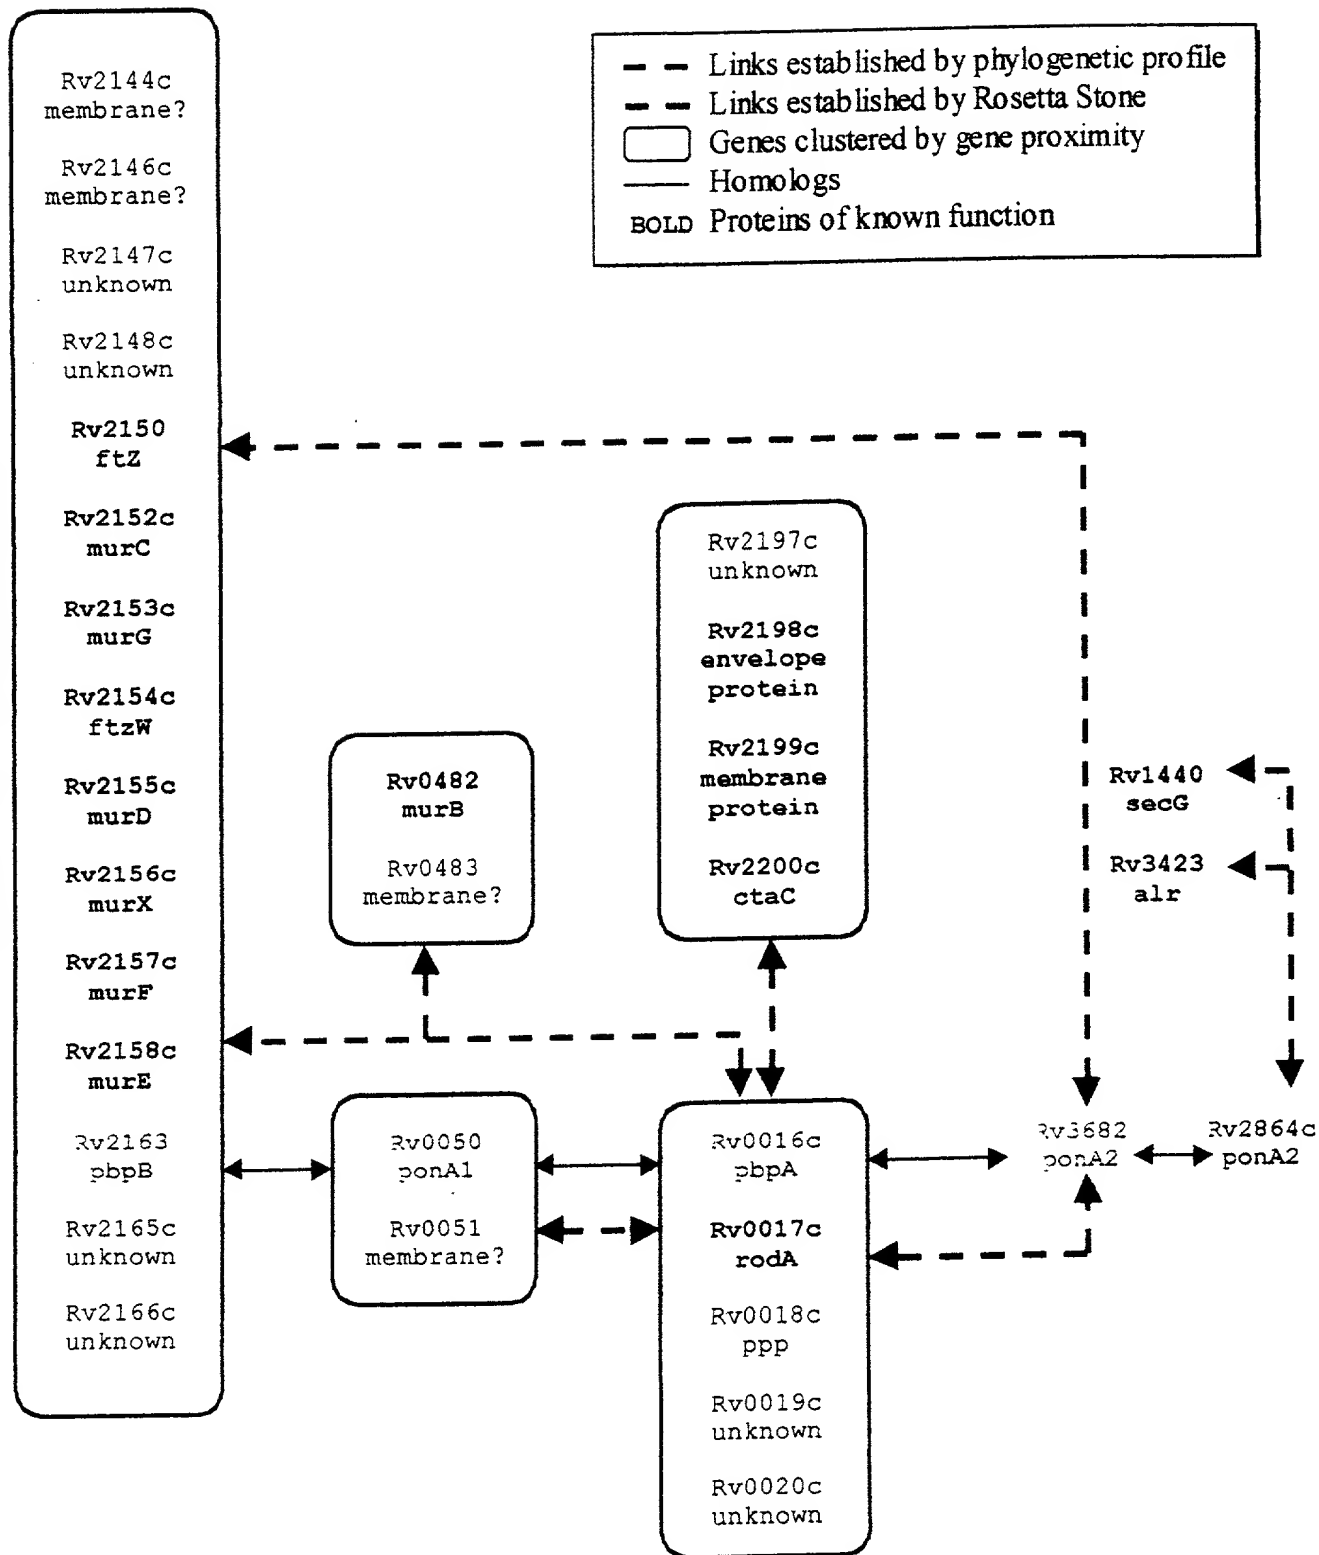 Rv2144c
membrane?
Rv2146c
membrane?
Rv2147c
unknown
Rv2148c
unknown
Rv2150
ftZ
Rv2152c
murC
Rv2153c
murG
Rv2154c
ftzW
Rv2155c
murD
Rv2156c
murX
Rv2157c
murF
Rv2158c
murE
Rv2163
pbpB
Rv2165c
unknown
Rv2166c
unknown
Links established by phylogenetic profile
Links established by Rosetta Stone
Genes clustered by gene proximity
Homologs
BOLD Proteins of known function
Rv0482
murB
Rv0483
membrane?
Rv0050
ponA1
Rv0051
membrane?
Rv2197c
unknown
Rv2198c
envelope
protein
Rv2199c
membrane
protein
Rv2200c
ctaC
Rv0016c
pbpA
Rv0017c
rodA
Rv0018c
ppp
Rv0019c
unknown
Rv0020c
unknown
Rv1440
secG
Rv3423
alr
Rv3682
ponA2
Rv2864c
ponA2